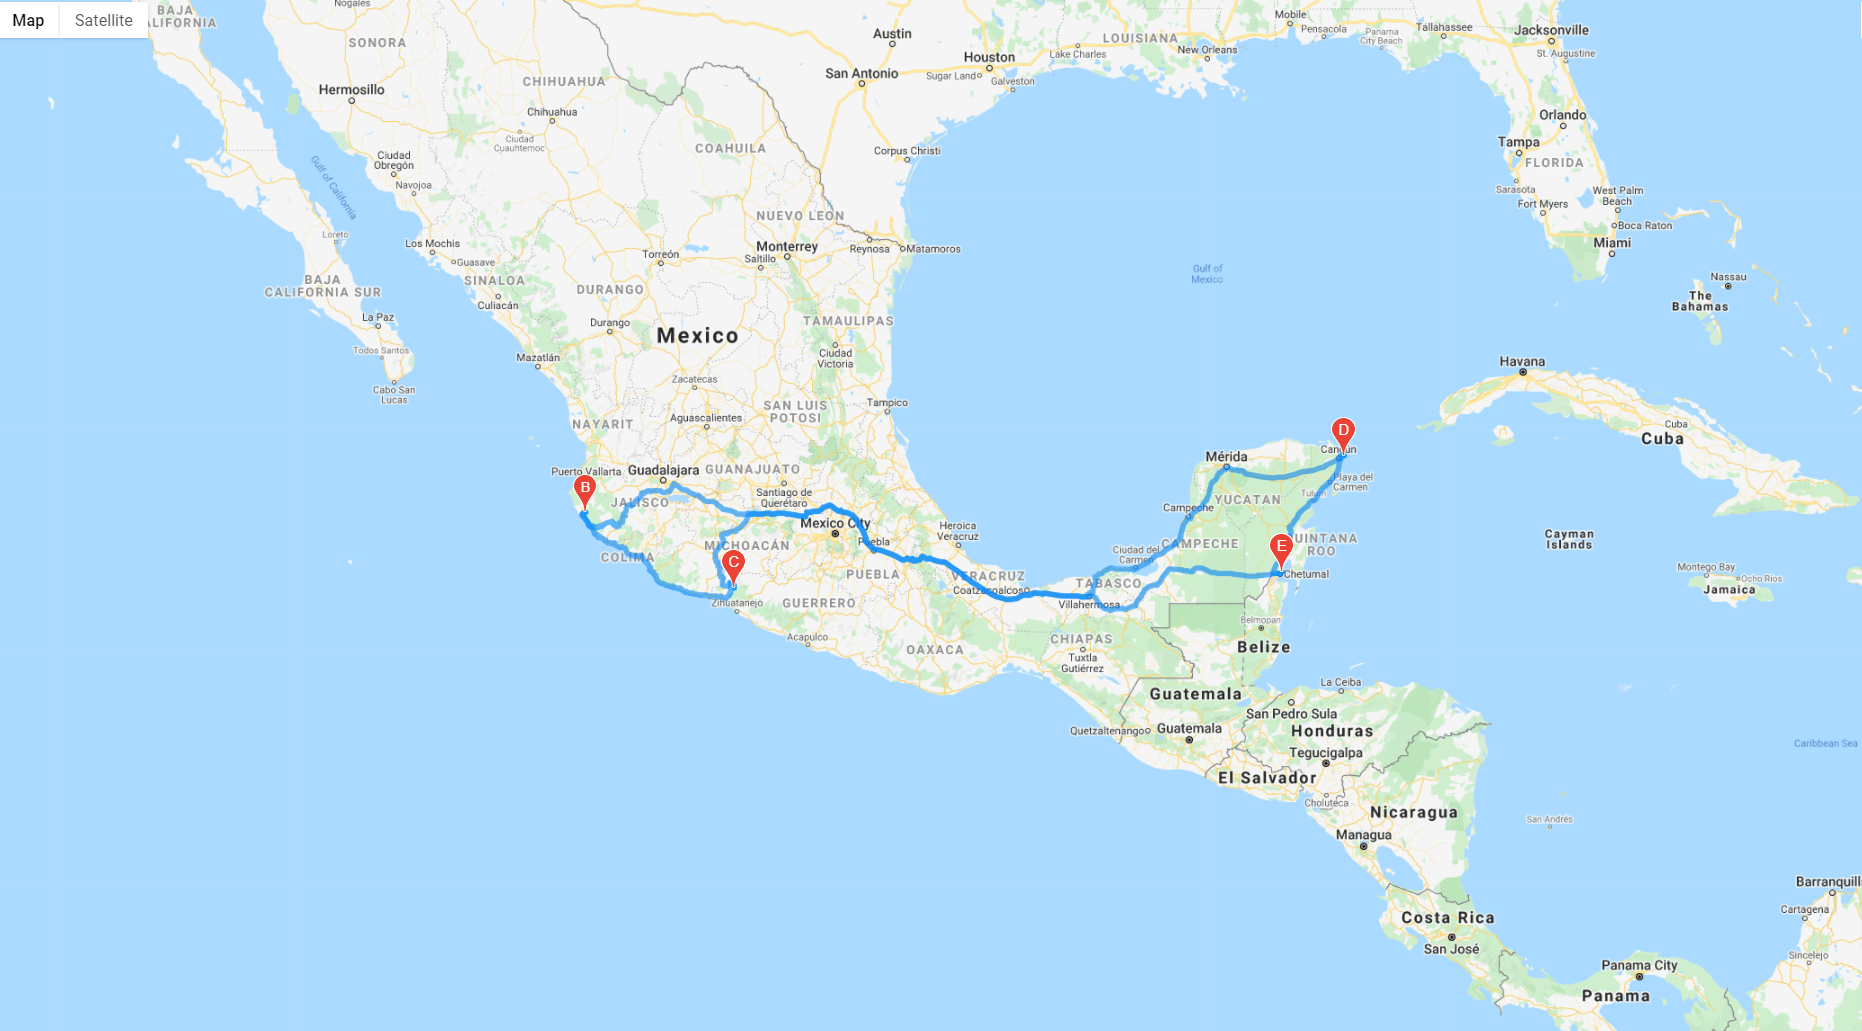 Map
Satellite
BAJA
CALIFORNIA
Nogales
SONORA
Hermosillo
CHIHUAHUA
Chihuahua
Ciudad
Cuauhtemoc
Ciudad
Obregón
Navojoa
Gulf of California
COAHUILA
Austin
Houston
San Antonio
Sugar Land
Galveston
Lake Charles
LOUISIANA
New Orleans
Mobile
Pensacola
Panama
City Beach
Tallahassee
Jacksonville
St. Augustine
Orlando
Tampa
FLORIDA
Sarasota
Fort Myers
West Palm
Beach
Boca Raton
Miami
Corpus Christi
NUEVO LEON
Monterrey
Saltillo
Reynosa
Matamoros
Loreto
Los Mochis
Guasave
SINALOA
Culiacán
Torreón
DURANGO
Durango
BAJA
CALIFORNIA SUR
La Paz
Todos Santos
Cabo San
Lucas
Mazatlán
Mexico
TAMAULIPAS
Ciudad
Victoria
Gulf of
Mexico
Nassau
The
Bahamas
Havana
Cuba
Cuba
Zacatecas
SAN LUIS
POTOSI
Aguascalientes
Tampico
NAYARIT
Puerto Vallarta
Guadalajara
GUANAJUATO
B
JALISCO
Santiago de
Querétaro
Mexico City
Puebla
Heroica
Veracruz
COLIMA
MICHOACÁN
C
Zihuatanejo
PUEBLA
GUERRERO
Acapulco
VERACRUZ
Coatzacoalcos
OAXACA
D
Cancún
Mérida
Playa del
Carmen
Tulum
YUCATAN
Campeche
CAMPECHE
Ciudad del
Carmen
TABASCO
Villahermosa
E
QUINTANA
ROO
Chetumal
CHIAPAS
Tuxtla
Gutiérrez
Belmopan
Belize
Cayman
Islands
Montego Bay
Ocho Rios
Jamaica
Guatemala
Quetzaltenango
Guatemala
La Ceiba
San Pedro Sula
Honduras
Tegucigalpa
El Salvador
Choluteca
Nicaragua
Managua
San Andrés
Caribbean Sea
Costa Rica
San José
Panama City
Panama
Barranquill
Cartagena
Sincelejo